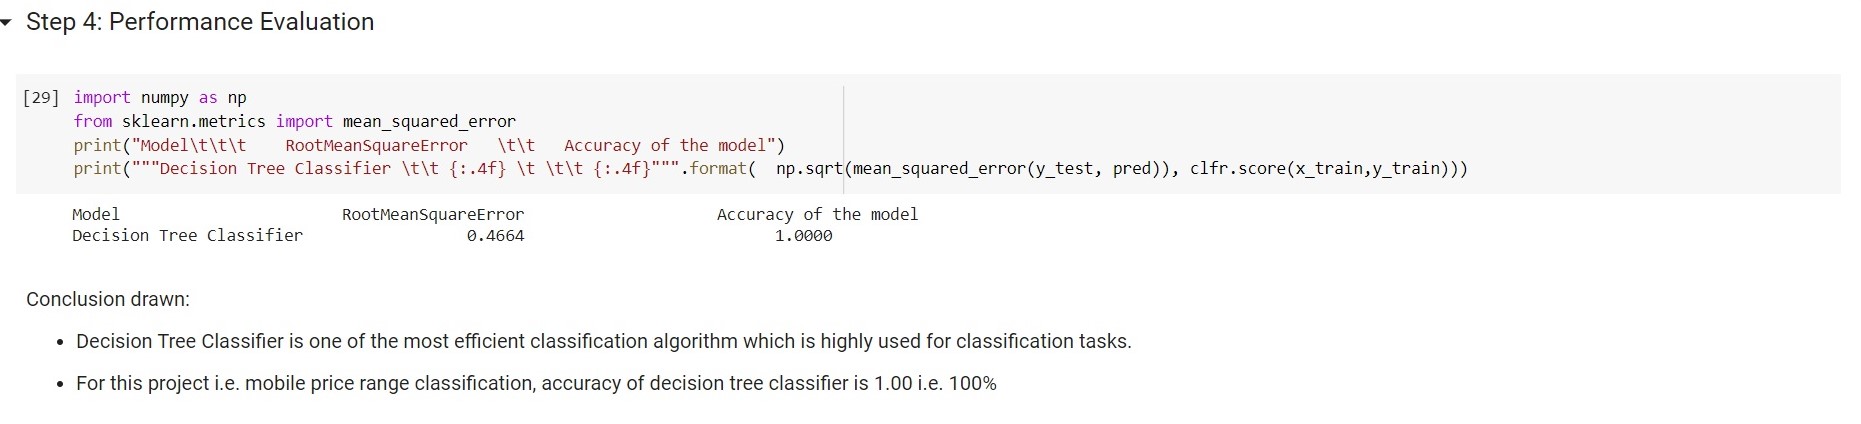 Step 4: Performance Evaluation
[29] import numpy as np
from sklearn.metrics import mean_squared_error
print("Model\t\t\t    RootMeanSquareError   \t\t   Accuracy of the model")
print("""Decision Tree Classifier \t\t {:.4f} \t \t\t {:.4f}""".format(  np.sqrt(mean_squared_error(y_test, pred)), clfr.score(x_train,y_train)))
Model RootMeanSquareError Accuracy of the model
Decision Tree Classifier 0.4664 1.0000
Conclusion drawn:
• Decision Tree Classifier is one of the most efficient classification algorithm which is highly used for classification tasks.
• For this project i.e. mobile price range classification, accuracy of decision tree classifier is 1.00 i.e. 100%